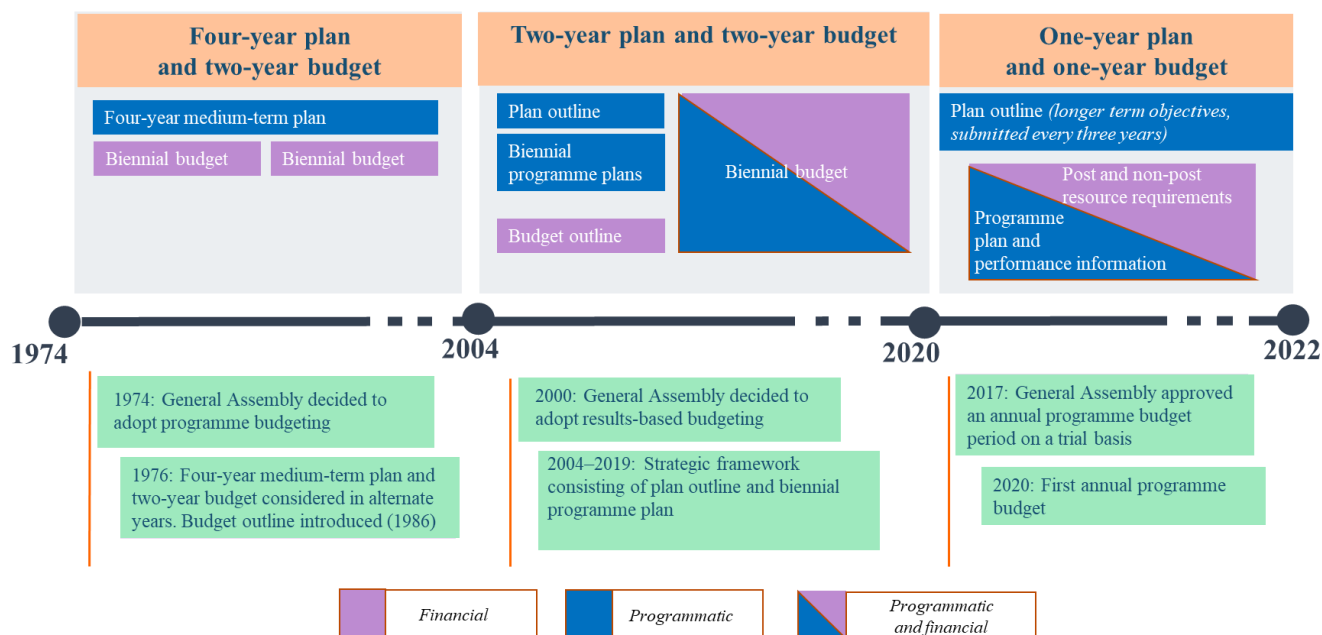 Four-year plan
and two-year budget
Four-year medium-term plan
Biennial budget
Biennial budget
Two-year plan and two-year budget
Plan outline
Biennial
programme plans
Budget outline
Biennial budget
One-year plan
and one-year budget
Plan outline (longer term objectives,
submitted every three years)
Post and non-post
resource requirements
Programme
plan and
performance information
1974
2004
2020
2022
1974: General Assembly decided to
adopt programme budgeting
1976: Four-year medium-term plan and
two-year budget considered in alternate
years. Budget outline introduced (1986)
2000: General Assembly decided to
adopt results-based budgeting
2004–2019: Strategic framework
consisting of plan outline and biennial
programme plan
2017: General Assembly approved
an annual programme budget
period on a trial basis
2020: First annual programme
budget
Financial
Programmatic
Programmatic
and financial